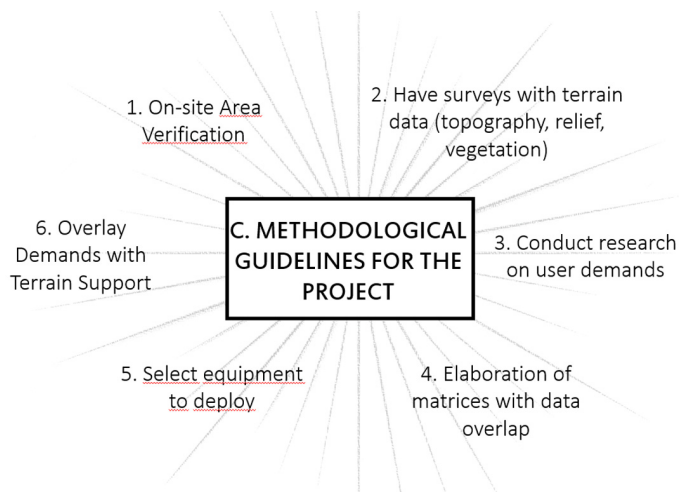 1. On-site Area
Verification
2. Have surveys with terrain
data (topography, relief,
vegetation)
C. METHODOLOGICAL
GUIDELINES FOR THE
PROJECT
3. Conduct research
on user demands
4. Elaboration of
matrices with data
overlap
5. Select equipment
to deploy
6. Overlay
Demands with
Terrain Support